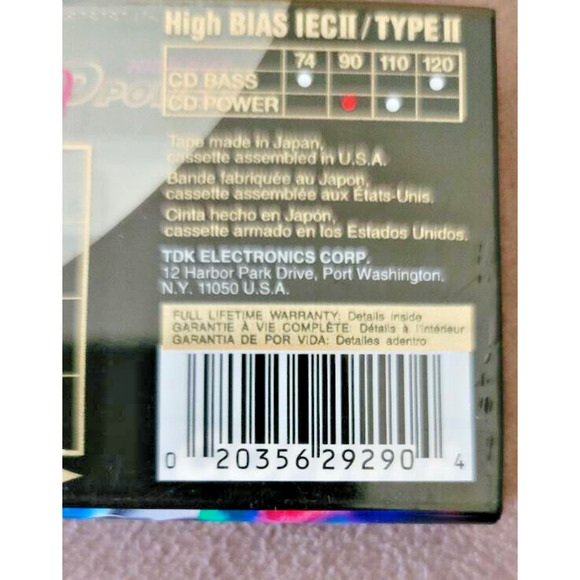 High BIAS IECII/TYPE II
74 90 110 120
CD BASS
CD POWER
Tape made in Japan,
cassette assembled in U.S.A.
Bande fabriquée au Japon,
cassette assemblée aux États-Unis.
Cinta hecho en Japón,
cassette armado en los Estados Unidos.
TDK ELECTRONICS CORP.
12 Harbor Park Drive, Port Washington,
N.Y. 11050 U.S.A.
FULL LIFETIME WARRANTY: Details inside
GARANTIE À VIE COMPLÈTE: Détails à l'intérieur
GARANTIA DE POR VIDA: Detalles adentro
0 20356 29290 4